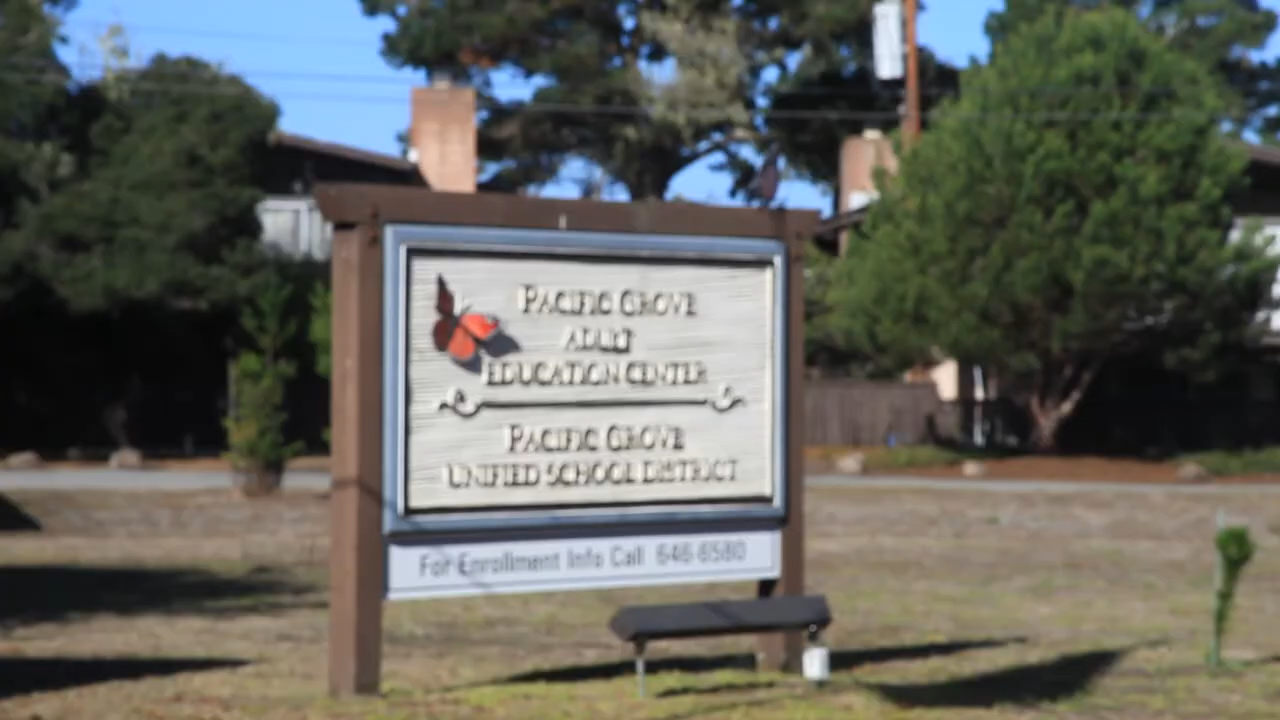 PACIFIC GROVE
ADULT
EDUCATION CENTER
PACIFIC GROVE
UNIFIED SCHOOL DISTRICT
For Enrollment Info Call 646-6580